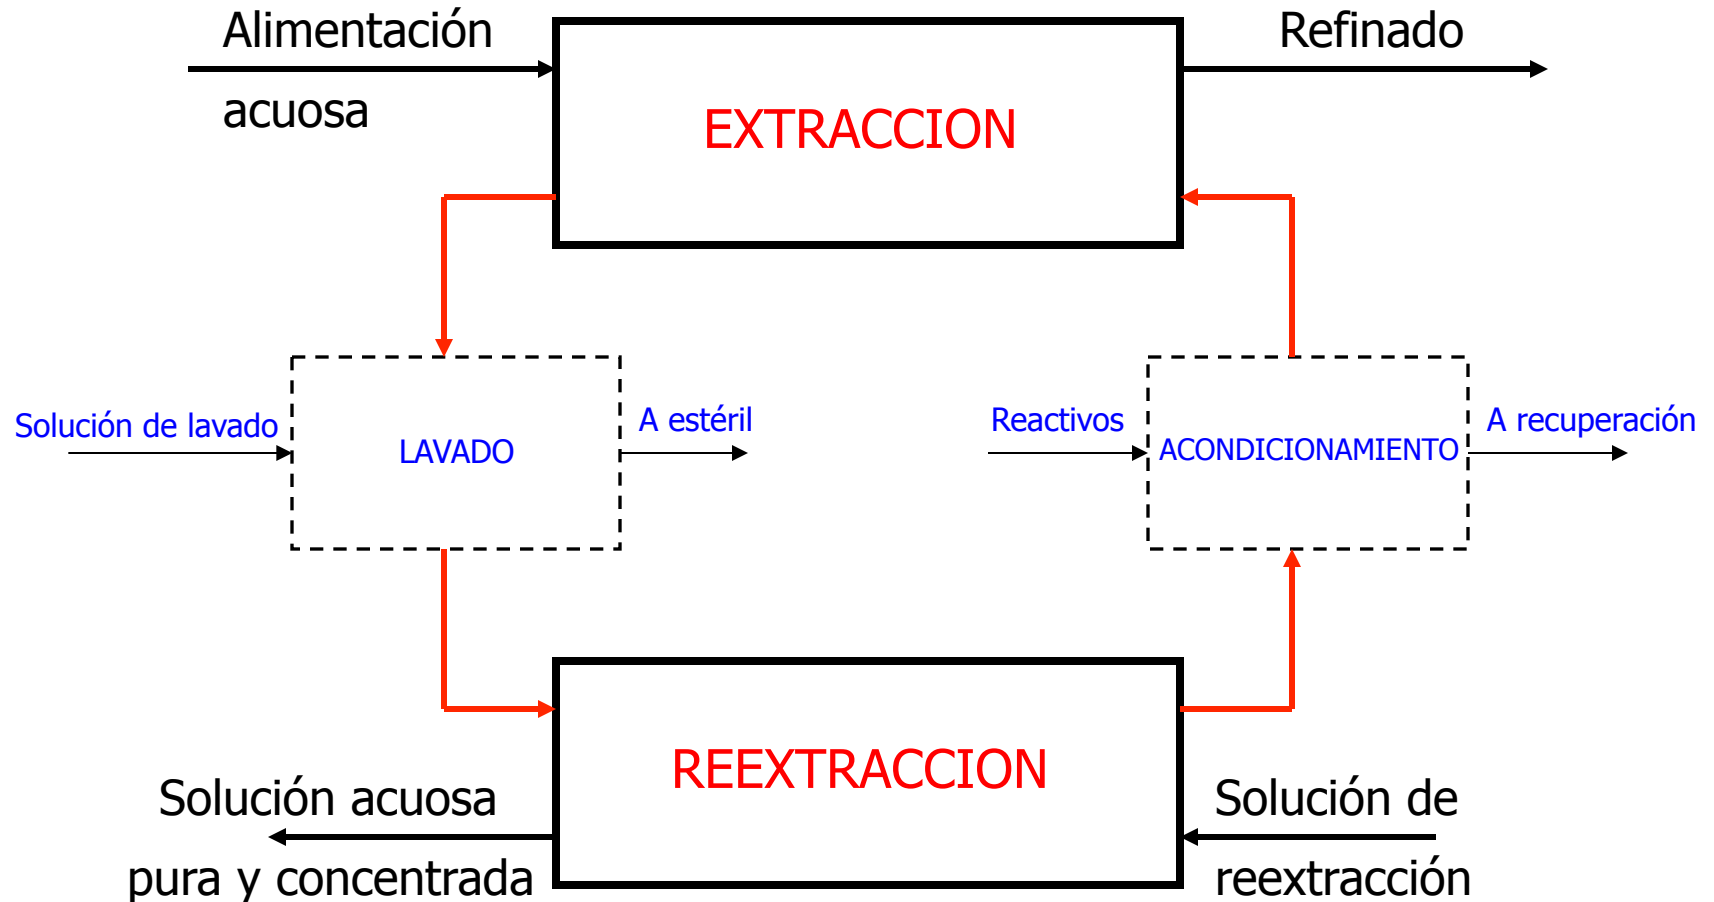 Alimentación
acuosa
Refinado
EXTRACCION
Solución de lavado
LAVADO
A estéril
Reactivos
ACONDICIONAMIENTO
A recuperación
REEXTRACCION
Solución acuosa
pura y concentrada
Solución de
reextracción